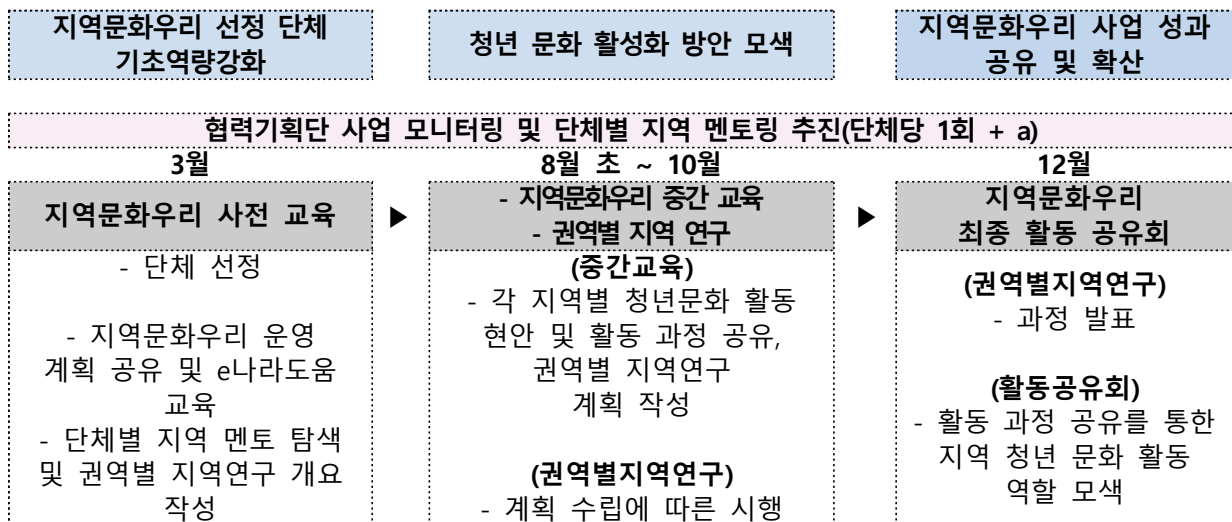 지역문화우리 선정 단체
기초역량강화
청년 문화 활성화 방안 모색
지역문화우리 사업 성과
공유 및 확산
협력기획단 사업 모니터링 및 단체별 지역 멘토링 추진(단체당 1회 + a)
3월
8월 초 ~ 10월
12월
지역문화우리 사전 교육
▶
- 지역문화우리 중간 교육
- 권역별 지역 연구
▶
지역문화우리
최종 활동 공유회
- 단체 선정
- 지역문화우리 운영
계획 공유 및 e나라도움
교육
- 단체별 지역 멘토 탐색
및 권역별 지역연구 개요
작성
(중간교육)
- 각 지역별 청년문화 활동
현안 및 활동 과정 공유,
권역별 지역연구
계획 작성
(권역별지역연구)
- 계획 수립에 따른 시행
(권역별지역연구)
- 과정 발표
(활동공유회)
- 활동 과정 공유를 통한
지역 청년 문화 활동
역할 모색